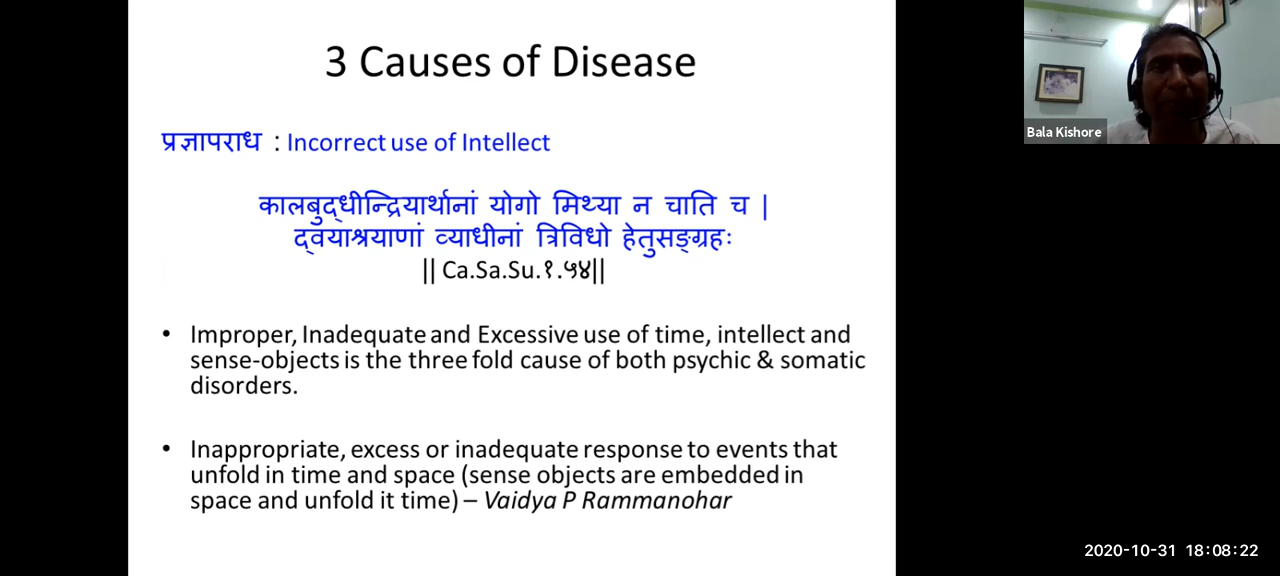 3 Causes of Disease
प्रज्ञापराध : Incorrect use of Intellect
कालबुद्धीन्द्रियार्थानां योगो मिथ्या न चाति च |
द्वयाश्रयाणां व्याधीनां त्रिविधो हेतुसङ्ग्रहः
|| Ca.Sa.Su.१.५४||
• Improper, Inadequate and Excessive use of time, intellect and
sense-objects is the three fold cause of both psychic & somatic
disorders.
• Inappropriate, excess or inadequate response to events that
unfold in time and space (sense objects are embedded in
space and unfold it time) – Vaidya P Rammanohar
Bala Kishore
2020-10-31 18:08:22